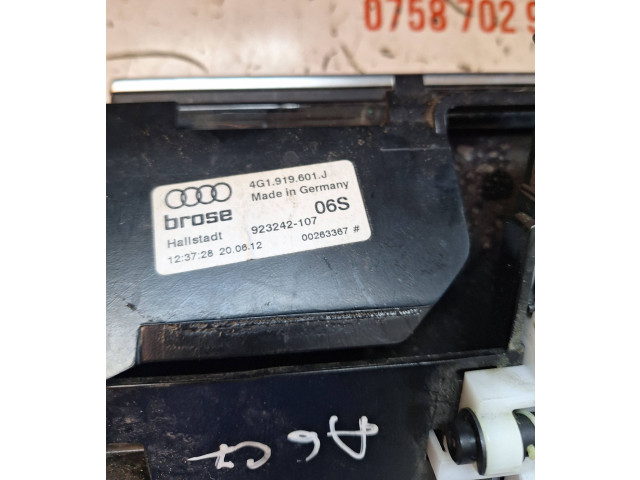 0758 702 9
4G1.919.601.J
Made in Germany
brose
06S
Hallstadt 923242-107
12:37:28 20.06.12 00263367 #
A6 C7